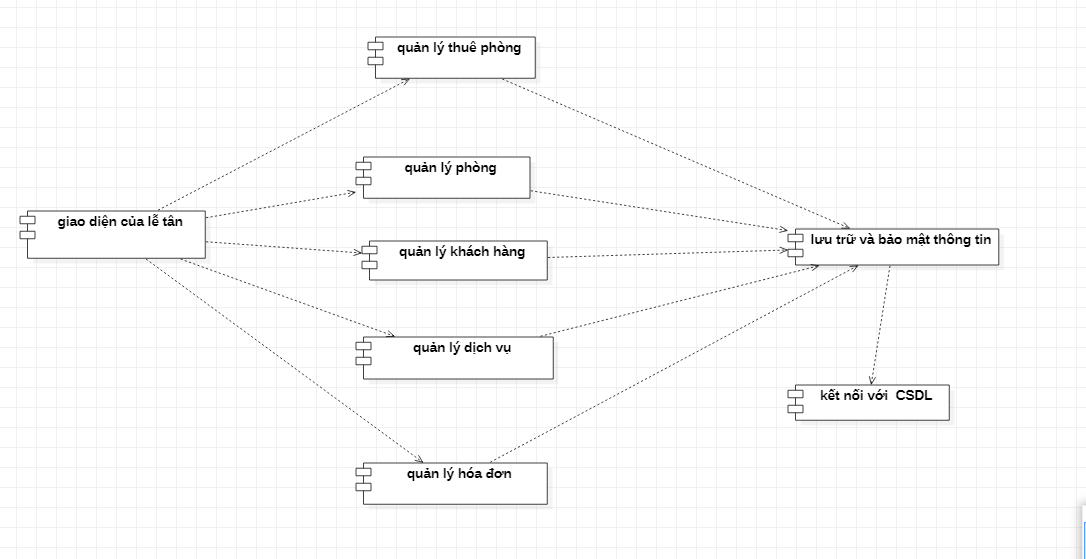 quản lý thuê phòng
quản lý phòng
giao diện của lễ tân
quản lý khách hàng
lưu trữ và bảo mật thông tin
quản lý dịch vụ
kết nối với  CSDL
quản lý hóa đơn